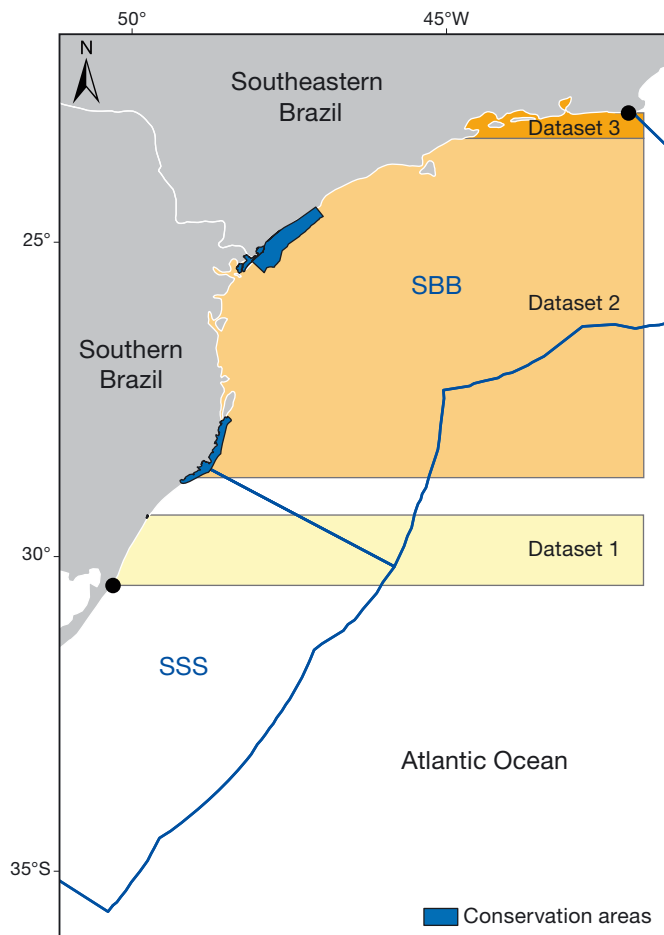 50°
45°W
N
Southeastern
Brazil
Dataset 3
25°
SBB
Dataset 2
Southern
Brazil
30°
Dataset 1
SSS
Atlantic Ocean
35°S
Conservation areas